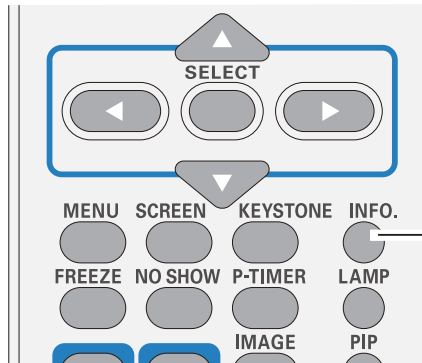 SELECT
MENU SCREEN KEYSTONE INFO.
FREEZE NO SHOW P-TIMER LAMP
IMAGE PIP